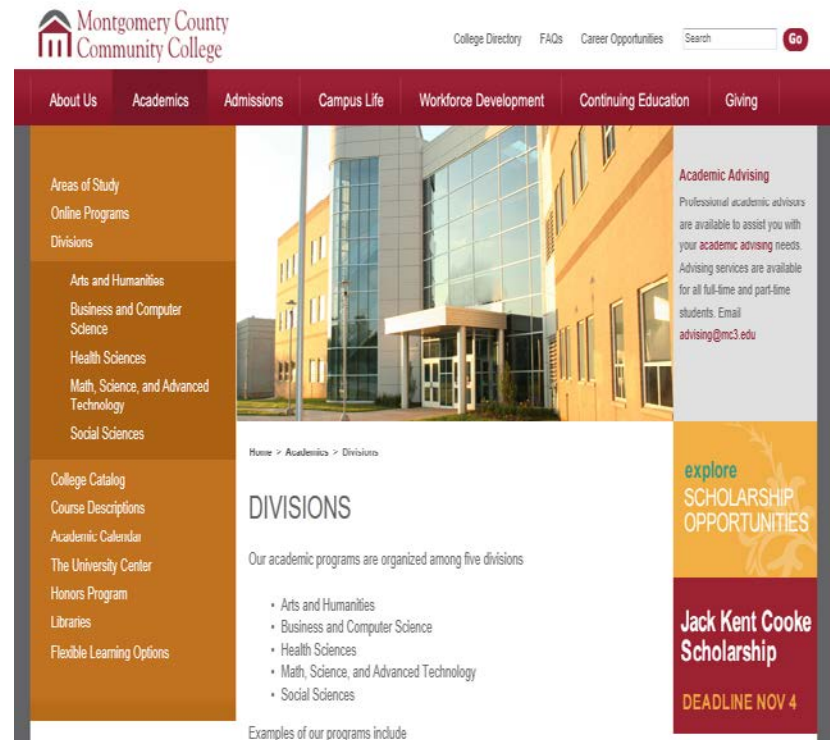 Montgomery County
Community College
College Directory FAQs Career Opportunities Search Go
About Us Academics Admissions Campus Life Workforce Development Continuing Education Giving
Areas of Study
Online Programs
Divisions
Arts and Humanities
Business and Computer
Science
Health Sciences
Math, Science, and Advanced
Technology
Social Sciences
College Catalog
Course Descriptions
Academic Calendar
The University Center
Honors Program
Libraries
Flexible Learning Options
Home > Academics > Divisions
DIVISIONS
Our academic programs are organized among five divisions
• Arts and Humanities
• Business and Computer Science
• Health Sciences
• Math, Science, and Advanced Technology
• Social Sciences
Examples of our programs include
Academic Advising
Professional academic advisors
are available to assist you with
your academic advising needs.
Advising services are available
for all full-time and part-time
students. Email
advising@mc3.edu
explore
SCHOLARSHIP
OPPORTUNITIES
Jack Kent Cooke
Scholarship
DEADLINE NOV 4